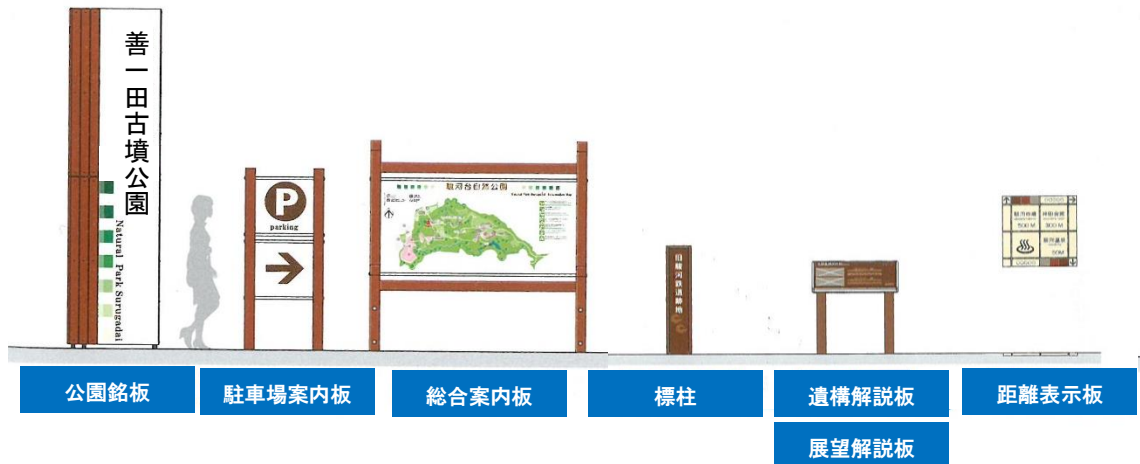 善一田古墳公園
Natural Park Surugadai
P
parking
駿河台自然公園
旧駿河鉄道跡地
500M
300M
50M
公園銘板
駐車場案内板
総合案内板
標柱
遺構解説板
距離表示板
展望解説板